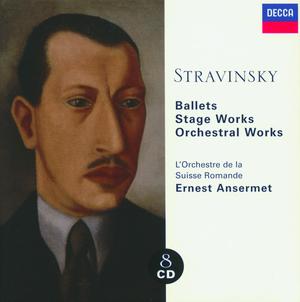 DECCA
STRAVINSKY
Ballets
Stage Works
Orchestral Works
L'Orchestre de la
Suisse Romande
Ernest Ansermet
8
CD